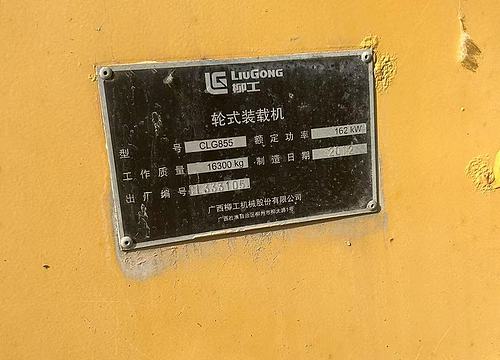 LIUGONG
柳工
轮式装载机
型 号 CLG855 额定功率 162 kW
工作质量 16300 kg 制造日期
出厂编号
广西柳工机械股份有限公司